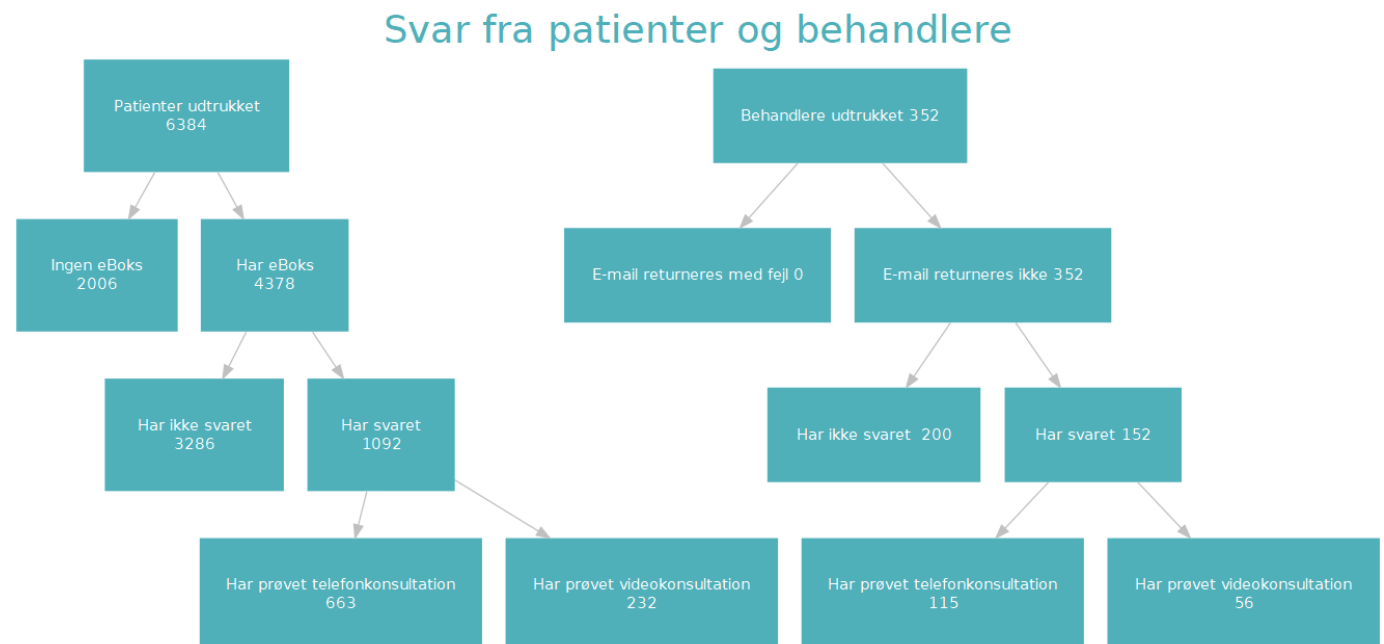 Svar fra patienter og behandlere
Patienter udtrukket
6384
Ingen eBoks
2006
Har eBoks
4378
Har ikke svaret
3286
Har svaret
1092
Har prøvet telefonkonsultation
663
Har prøvet videokonsultation
232
Behandlere udtrukket 352
E-mail returneres med fejl 0
E-mail returneres ikke 352
Har ikke svaret  200
Har svaret 152
Har prøvet telefonkonsultation
115
Har prøvet videokonsultation
56